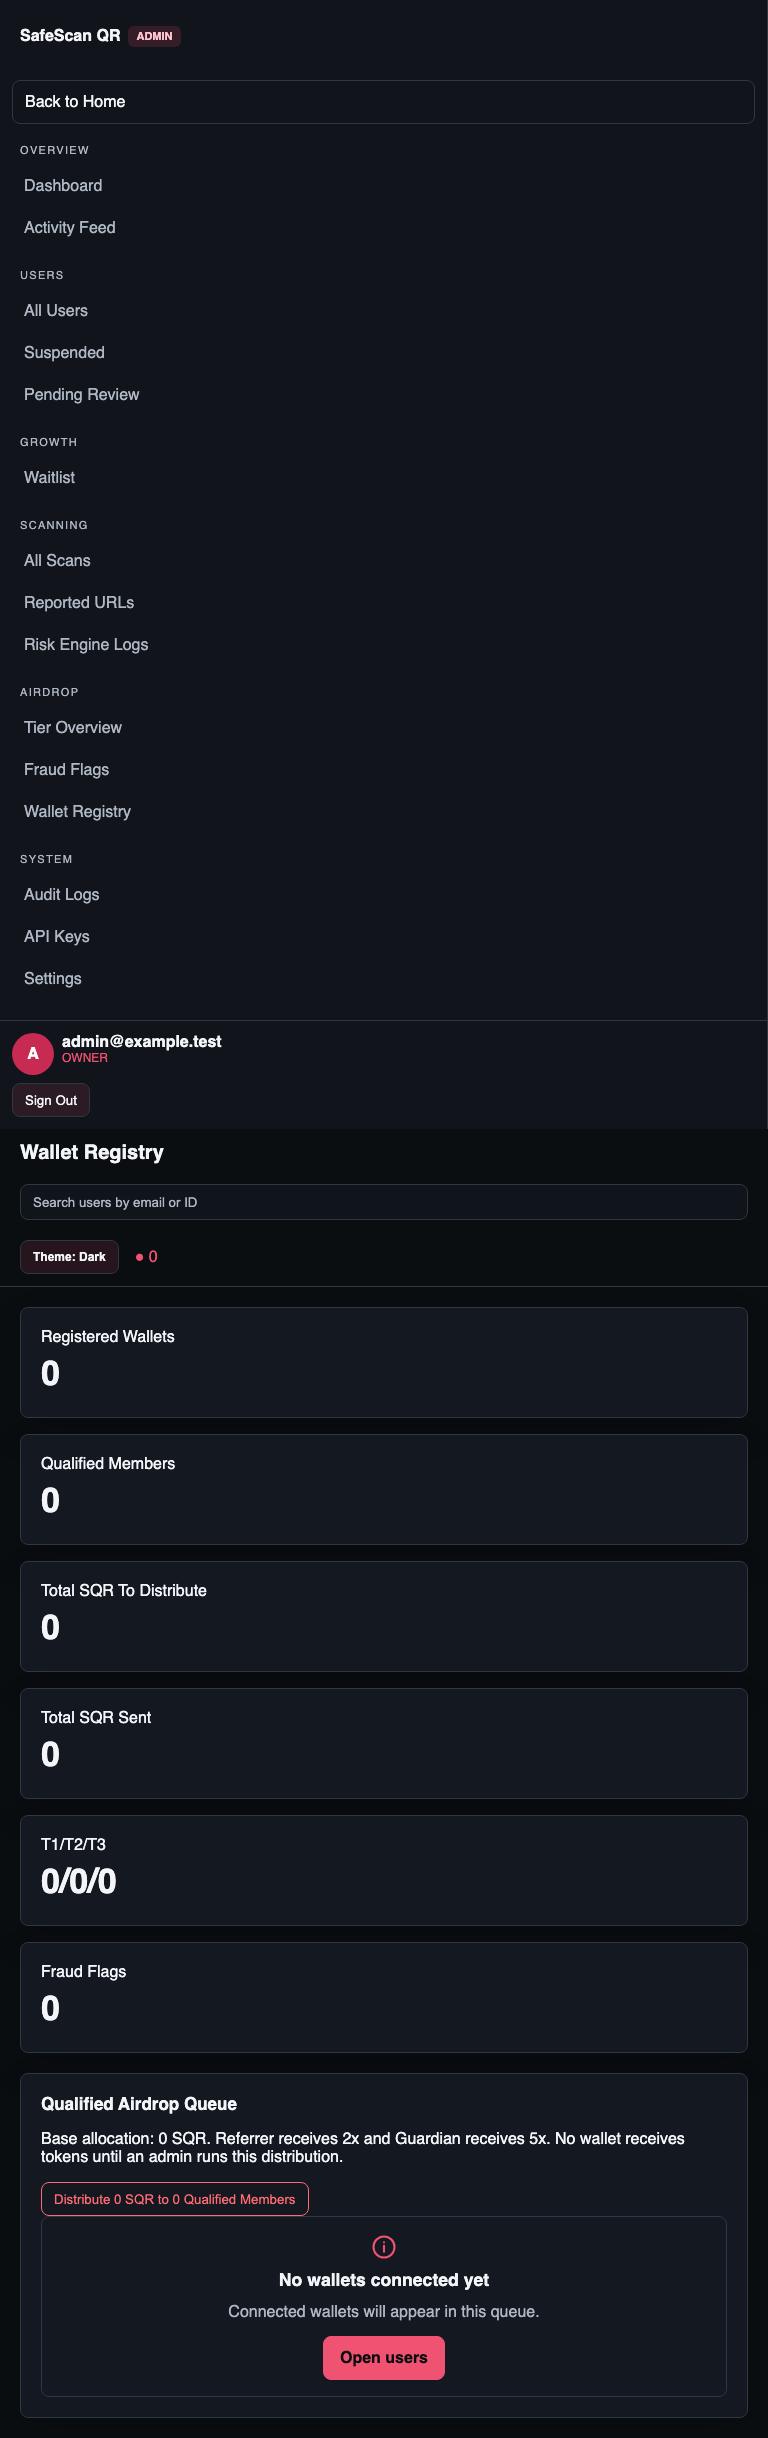 SafeScan QR ADMIN
Back to Home
OVERVIEW
Dashboard
Activity Feed
USERS
All Users
Suspended
Pending Review
GROWTH
Waitlist
SCANNING
All Scans
Reported URLs
Risk Engine Logs
AIRDROP
Tier Overview
Fraud Flags
Wallet Registry
SYSTEM
Audit Logs
API Keys
Settings
A admin@example.test
OWNER
Sign Out
Wallet Registry
Search users by email or ID
Theme: Dark 0
Registered Wallets
0
Qualified Members
0
Total SQR To Distribute
0
Total SQR Sent
0
T1/T2/T3
0/0/0
Fraud Flags
0
Qualified Airdrop Queue
Base allocation: 0 SQR. Referrer receives 2x and Guardian receives 5x. No wallet receives
tokens until an admin runs this distribution.
Distribute 0 SQR to 0 Qualified Members
No wallets connected yet
Connected wallets will appear in this queue.
Open users